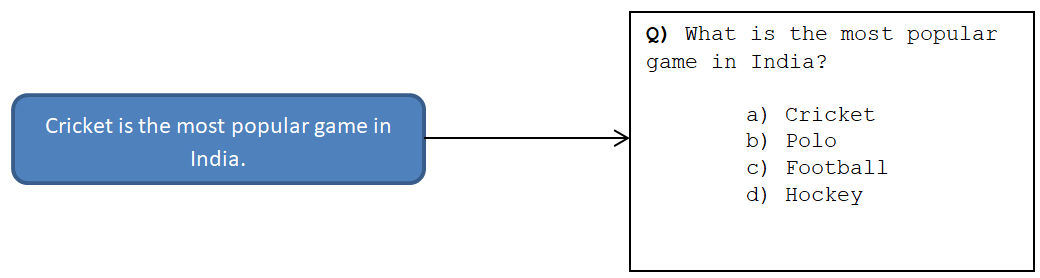 Cricket is the most popular game in
India.
Q) What is the most popular
game in India?
a) Cricket
b) Polo
c) Football
d) Hockey